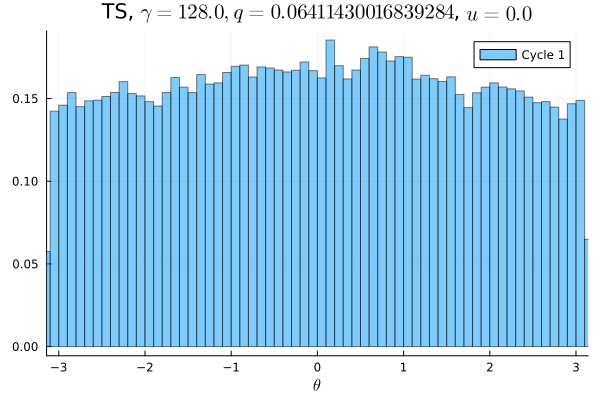 TS, γ = 128.0, q = 0.06411430016839284, u = 0.0
Cycle 1
0.15
0.10
0.05
0.00
−3 −2 −1 0 1 2 3
θ